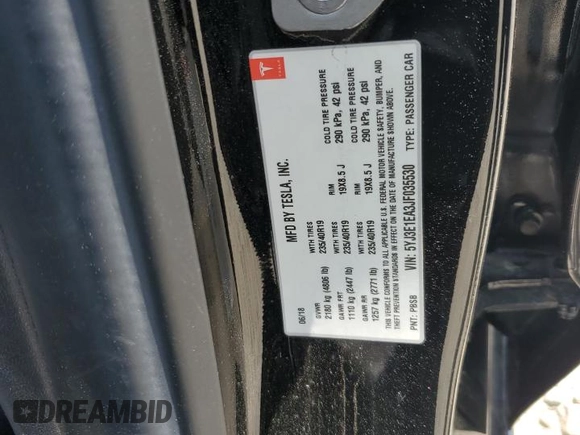 TESLA
MFD BY TESLA, INC.
06/18
GVWR WITH TIRES RIM COLD TIRE PRESSURE
2180 kg (4806 lb) 235/40R19 19X8.5 J 290 kPa, 42 psi
GAWR FRT WITH TIRES RIM COLD TIRE PRESSURE
1110 kg (2447 lb) 235/40R19 19X8.5 J 290 kPa, 42 psi
GAWR RR WITH TIRES RIM
1257 kg (2771 lb) 235/40R19 19X8.5 J
THIS VEHICLE CONFORMS TO ALL APPLICABLE U.S. FEDERAL MOTOR VEHICLE SAFETY, BUMPER, AND
THEFT PREVENTION STANDARDS IN EFFECT ON THE DATE OF MANUFACTURE SHOWN ABOVE.
VIN: 5YJ3E1EA3JF035530 TYPE: PASSENGER CAR
PNT: PBSB
DREAMBID